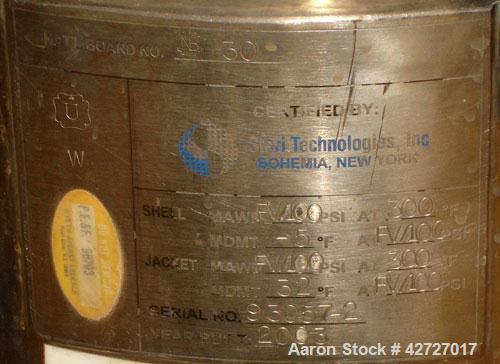 NAT'L BOARD NO. 30
U
W
CERTIFIED BY:
Technologies, Inc
BOHEMIA, NEW YORK
SHELL MAWP FV/100 PSI AT 300 °F
MDMT -5 °F AT FV/100 PSI
JACKET MAWP FV/100 PSI AT 300 °F
MDMT 32 °F AT FV/100 PSI
SERIAL NO.
YEAR BUILT 2003
Aaron Stock # 42727017